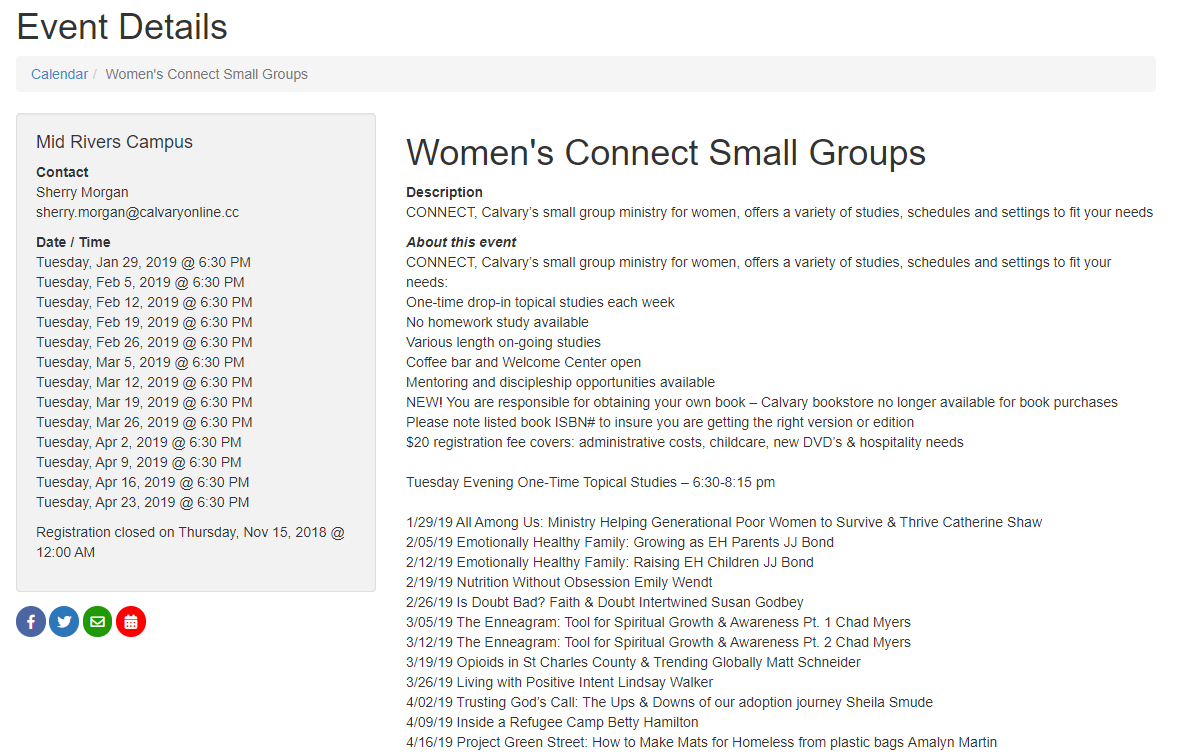 Event Details
Calendar / Women's Connect Small Groups
Mid Rivers Campus
Contact
Sherry Morgan
sherry.morgan@calvaryonline.cc
Date / Time
Tuesday, Jan 29, 2019 @ 6:30 PM
Tuesday, Feb 5, 2019 @ 6:30 PM
Tuesday, Feb 12, 2019 @ 6:30 PM
Tuesday, Feb 19, 2019 @ 6:30 PM
Tuesday, Feb 26, 2019 @ 6:30 PM
Tuesday, Mar 5, 2019 @ 6:30 PM
Tuesday, Mar 12, 2019 @ 6:30 PM
Tuesday, Mar 19, 2019 @ 6:30 PM
Tuesday, Mar 26, 2019 @ 6:30 PM
Tuesday, Apr 2, 2019 @ 6:30 PM
Tuesday, Apr 9, 2019 @ 6:30 PM
Tuesday, Apr 16, 2019 @ 6:30 PM
Tuesday, Apr 23, 2019 @ 6:30 PM
Registration closed on Thursday, Nov 15, 2018 @
12:00 AM
Women's Connect Small Groups
Description
CONNECT, Calvary’s small group ministry for women, offers a variety of studies, schedules and settings to fit your needs
About this event
CONNECT, Calvary’s small group ministry for women, offers a variety of studies, schedules and settings to fit your
needs:
One-time drop-in topical studies each week
No homework study available
Various length on-going studies
Coffee bar and Welcome Center open
Mentoring and discipleship opportunities available
NEW! You are responsible for obtaining your own book – Calvary bookstore no longer available for book purchases
Please note listed book ISBN# to insure you are getting the right version or edition
$20 registration fee covers: administrative costs, childcare, new DVD’s & hospitality needs
Tuesday Evening One-Time Topical Studies – 6:30-8:15 pm
1/29/19 All Among Us: Ministry Helping Generational Poor Women to Survive & Thrive Catherine Shaw
2/05/19 Emotionally Healthy Family: Growing as EH Parents JJ Bond
2/12/19 Emotionally Healthy Family: Raising EH Children JJ Bond
2/19/19 Nutrition Without Obsession Emily Wendt
2/26/19 Is Doubt Bad? Faith & Doubt Intertwined Susan Godbey
3/05/19 The Enneagram: Tool for Spiritual Growth & Awareness Pt. 1 Chad Myers
3/12/19 The Enneagram: Tool for Spiritual Growth & Awareness Pt. 2 Chad Myers
3/19/19 Opioids in St Charles County & Trending Globally Matt Schneider
3/26/19 Living with Positive Intent Lindsay Walker
4/02/19 Trusting God’s Call: The Ups & Downs of our adoption journey Sheila Smude
4/09/19 Inside a Refugee Camp Betty Hamilton
4/16/19 Project Green Street: How to Make Mats for Homeless from plastic bags Amalyn Martin